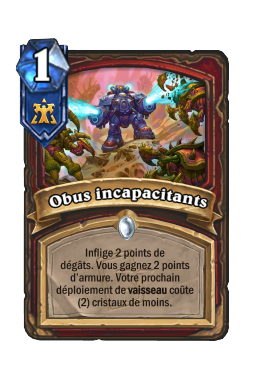 1
Obus incapacitants
Inflige 2 points de
dégâts. Vous gagnez 2 points
d'armure. Votre prochain
déploiement de vaisseau coûte
(2) cristaux de moins.